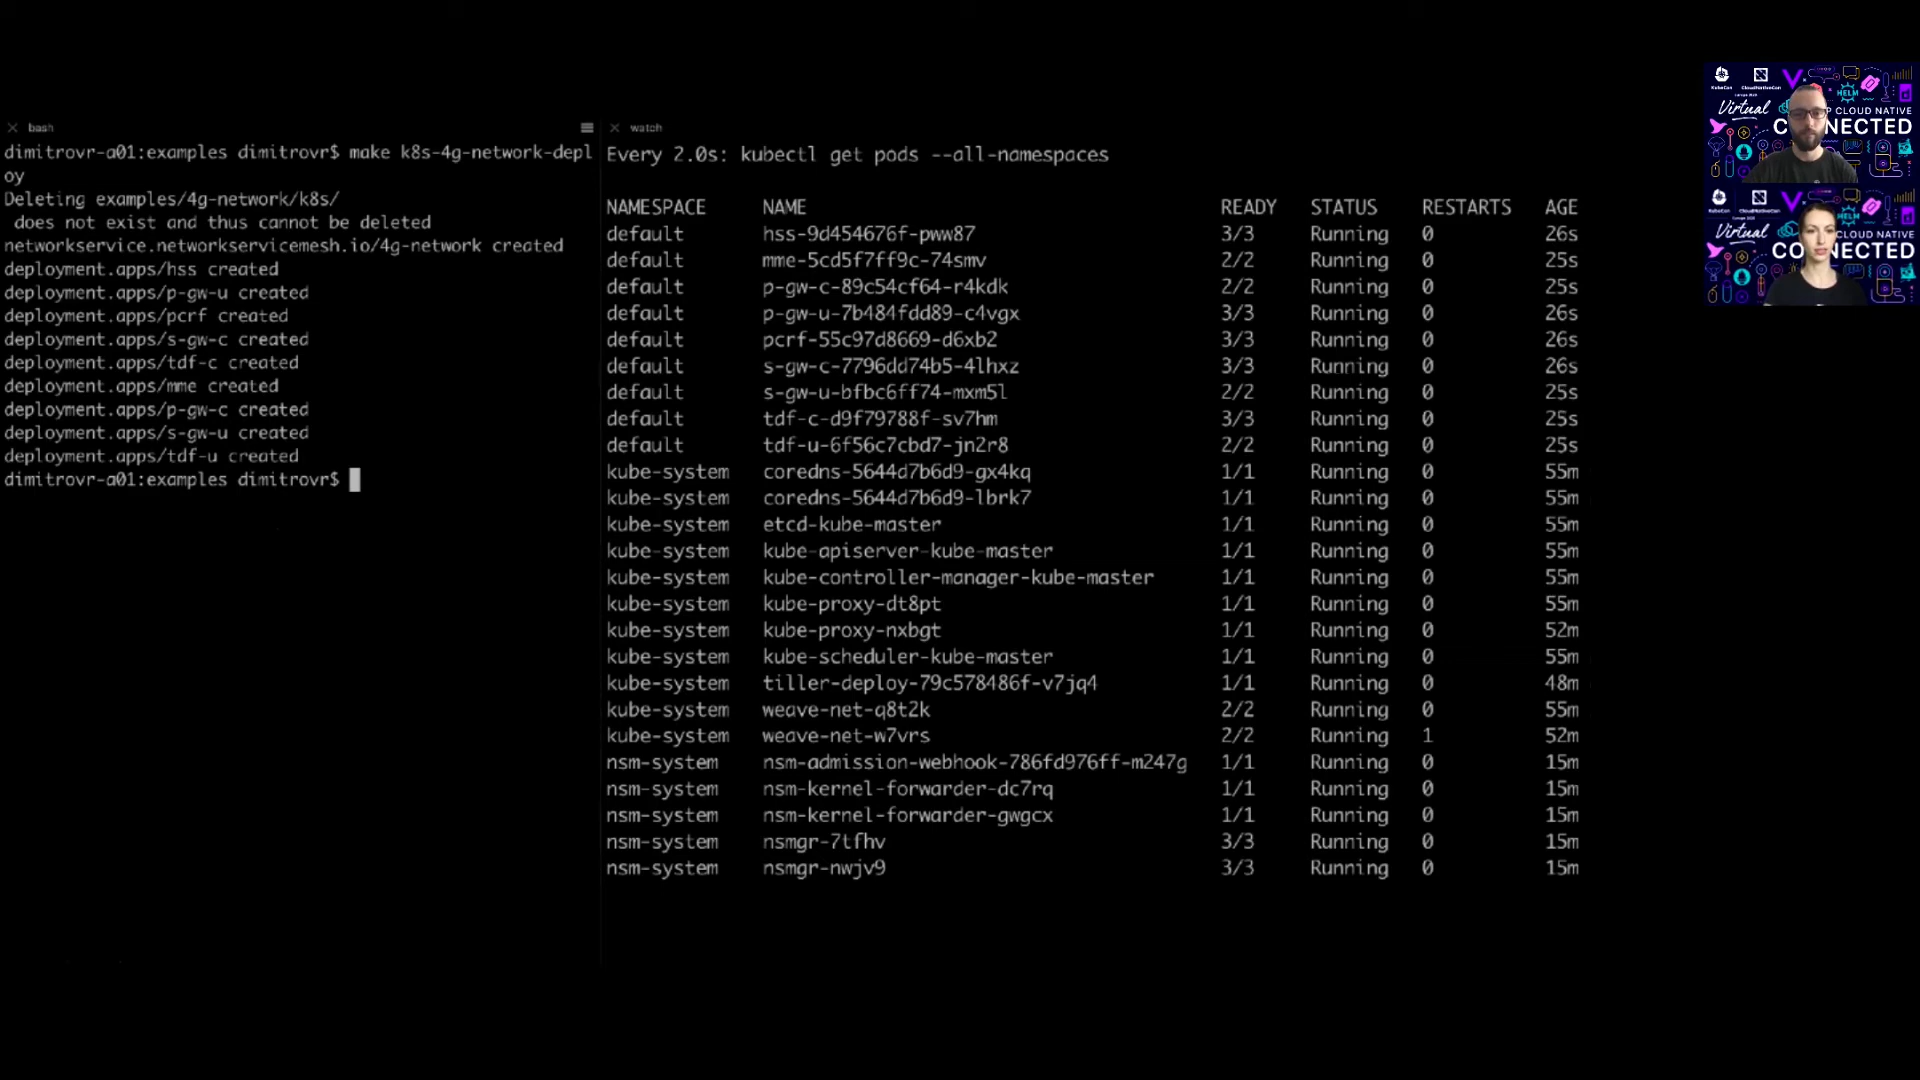 bash
dimitrovr-a01:examples dimitrovr$ make k8s-4g-network-depl
oy
Deleting examples/4g-network/k8s/
does not exist and thus cannot be deleted
networkservice.networkservicemesh.io/4g-network created
deployment.apps/hss created
deployment.apps/p-gw-u created
deployment.apps/pcrf created
deployment.apps/s-gw-c created
deployment.apps/tdf-c created
deployment.apps/mme created
deployment.apps/p-gw-c created
deployment.apps/s-gw-u created
deployment.apps/tdf-u created
dimitrovr-a01:examples dimitrovr$
watch
Every 2.0s: kubectl get pods --all-namespaces
NAMESPACE NAME READY STATUS RESTARTS AGE
default hss-9d454676f-pww87 3/3 Running 0 26s
default mme-5cd5f7ff9c-74smv 2/2 Running 0 25s
default p-gw-c-89c54cf64-r4kdk 2/2 Running 0 25s
default p-gw-u-7b484fdd89-c4vgx 3/3 Running 0 26s
default pcrf-55c97d8669-d6xb2 3/3 Running 0 26s
default s-gw-c-7796dd74b5-4lhxz 3/3 Running 0 26s
default s-gw-u-bfbc6ff74-mxm5l 2/2 Running 0 25s
default tdf-c-d9f79788f-sv7hm 3/3 Running 0 25s
default tdf-u-6f56c7cbd7-jn2r8 2/2 Running 0 25s
kube-system coredns-5644d7b6d9-gx4kq 1/1 Running 0 55m
kube-system coredns-5644d7b6d9-lbrk7 1/1 Running 0 55m
kube-system etcd-kube-master 1/1 Running 0 55m
kube-system kube-apiserver-kube-master 1/1 Running 0 55m
kube-system kube-controller-manager-kube-master 1/1 Running 0 55m
kube-system kube-proxy-dt8pt 1/1 Running 0 55m
kube-system kube-proxy-nxbgt 1/1 Running 0 52m
kube-system kube-scheduler-kube-master 1/1 Running 0 55m
kube-system tiller-deploy-79c578486f-v7jq4 1/1 Running 0 48m
kube-system weave-net-q8t2k 2/2 Running 0 55m
kube-system weave-net-w7vrs 2/2 Running 1 52m
nsm-system nsm-admission-webhook-786fd976ff-m247g 1/1 Running 0 15m
nsm-system nsm-kernel-forwarder-dc7rq 1/1 Running 0 15m
nsm-system nsm-kernel-forwarder-gwgcx 1/1 Running 0 15m
nsm-system nsmgr-7tfhv 3/3 Running 0 15m
nsm-system nsmgr-nwjv9 3/3 Running 0 15m
KubeCon CloudNativeCon
Virtual
HELM
CLOUD NATIVE
NECTED
KubeCon CloudNativeCon
Virtual
HELM
CLOUD NATIVE
NECTED